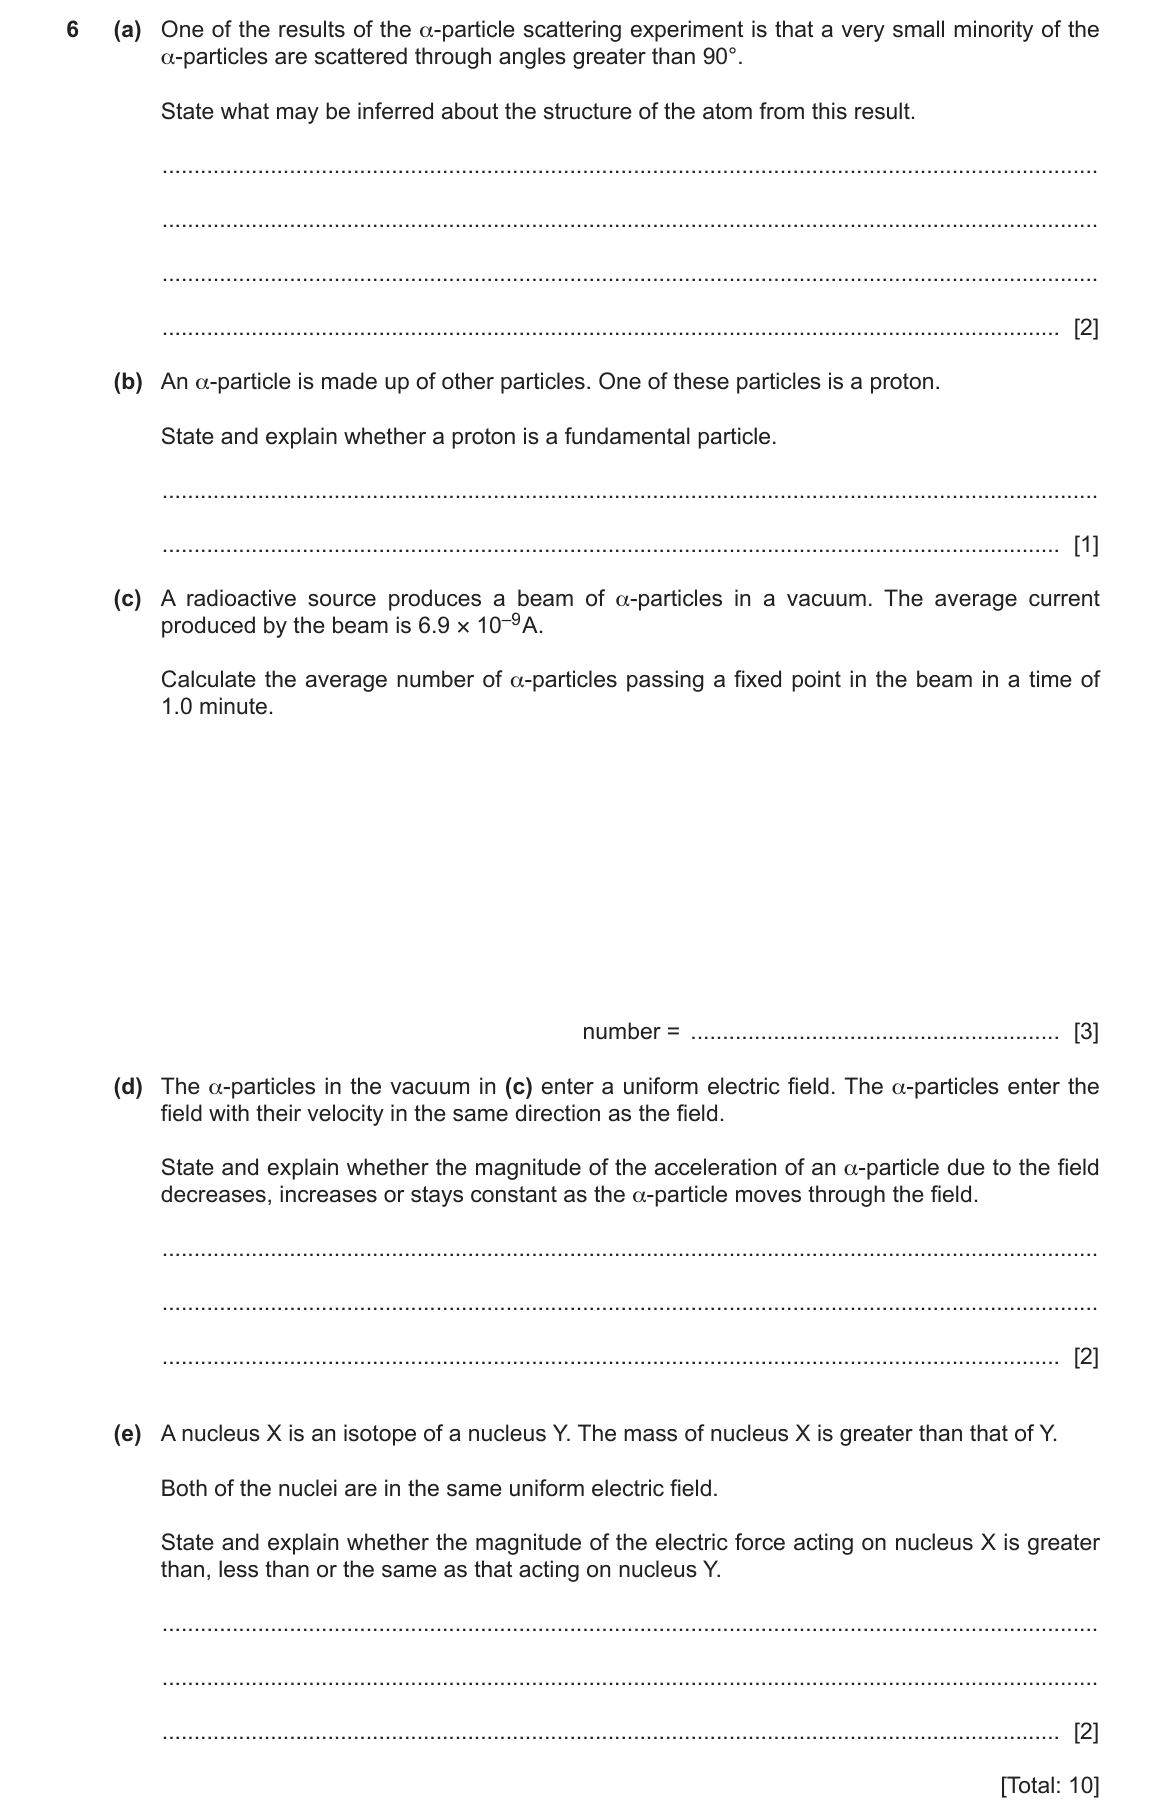 6 (a) One of the results of the α-particle scattering experiment is that a very small minority of the
α-particles are scattered through angles greater than 90°.
State what may be inferred about the structure of the atom from this result.
..........................................................................................................................................
..........................................................................................................................................
..........................................................................................................................................
.................................................................................................................................... [2]
(b) An α-particle is made up of other particles. One of these particles is a proton.
State and explain whether a proton is a fundamental particle.
..........................................................................................................................................
.................................................................................................................................... [1]
(c) A radioactive source produces a beam of α-particles in a vacuum. The average current
produced by the beam is 6.9 × 10⁻⁹A.
Calculate the average number of α-particles passing a fixed point in the beam in a time of
1.0 minute.
number = ......................................................... [3]
(d) The α-particles in the vacuum in (c) enter a uniform electric field. The α-particles enter the
field with their velocity in the same direction as the field.
State and explain whether the magnitude of the acceleration of an α-particle due to the field
decreases, increases or stays constant as the α-particle moves through the field.
..........................................................................................................................................
..........................................................................................................................................
.................................................................................................................................... [2]
(e) A nucleus X is an isotope of a nucleus Y. The mass of nucleus X is greater than that of Y.
Both of the nuclei are in the same uniform electric field.
State and explain whether the magnitude of the electric force acting on nucleus X is greater
than, less than or the same as that acting on nucleus Y.
..........................................................................................................................................
..........................................................................................................................................
.................................................................................................................................... [2]
[Total: 10]